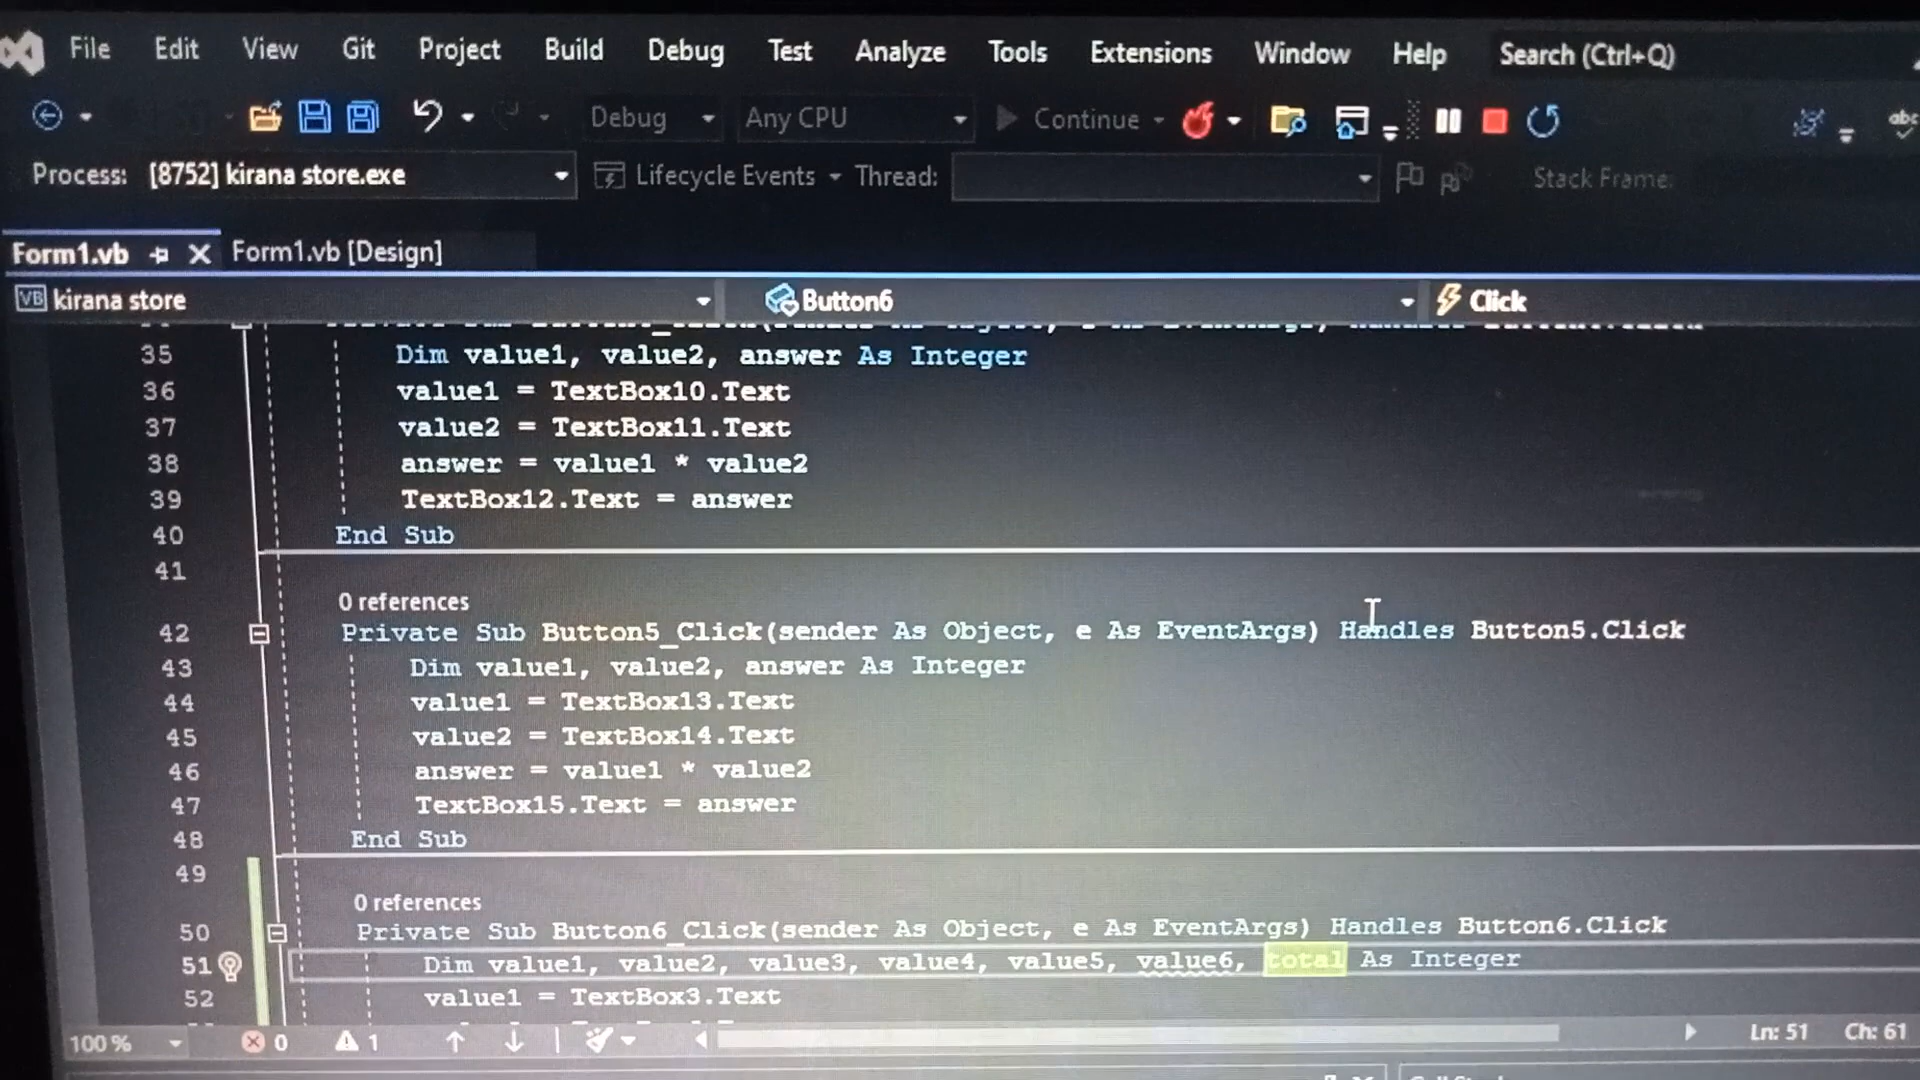 File Edit View Git Project Build Debug Test Analyze Tools Extensions Window Help Search (Ctrl+Q)
Debug Any CPU Continue abc
Process: [8752] kirana store.exe Lifecycle Events Thread: Stack Frame:
Form1.vb Form1.vb [Design]
VB kirana store Button6 Click
35 Dim value1, value2, answer As Integer
36 value1 = TextBox10.Text
37 value2 = TextBox11.Text
38 answer = value1 * value2
39 TextBox12.Text = answer
40 End Sub
41
0 references
42 Private Sub Button5_Click(sender As Object, e As EventArgs) Handles Button5.Click
43 Dim value1, value2, answer As Integer
44 value1 = TextBox13.Text
45 value2 = TextBox14.Text
46 answer = value1 * value2
47 TextBox15.Text = answer
48 End Sub
49
0 references
50 Private Sub Button6_Click(sender As Object, e As EventArgs) Handles Button6.Click
51 Dim value1, value2, value3, value4, value5, value6, total As Integer
52 value1 = TextBox3.Text
100 % 0 1 Ln: 51 Ch: 61